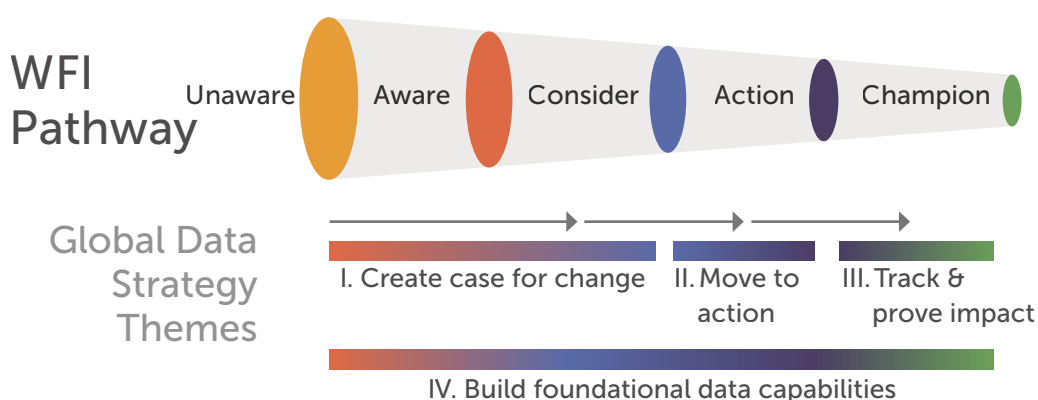 WFI
Pathway
Unaware
Aware
Consider
Action
Champion
Global Data
Strategy
Themes
I. Create case for change
II. Move to
action
III. Track &
prove impact
IV. Build foundational data capabilities